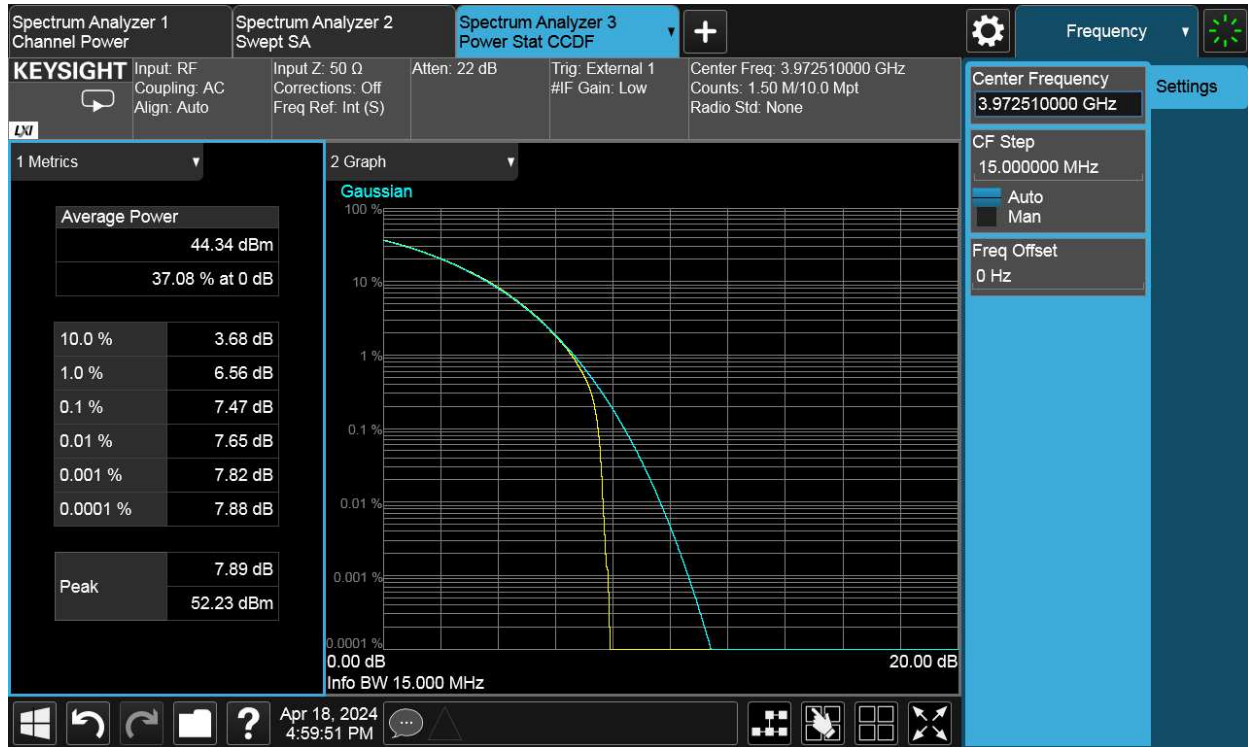 Spectrum Analyzer 1
Channel Power
Spectrum Analyzer 2
Swept SA
Spectrum Analyzer 3
Power Stat CCDF
Frequency
KEYSIGHT
Input: RF
Coupling: AC
Align: Auto
Input Z: 50 Ω
Corrections: Off
Freq Ref: Int (S)
Atten: 22 dB
Trig: External 1
#IF Gain: Low
Center Freq: 3.972510000 GHz
Counts: 1.50 M/10.0 Mpt
Radio Std: None
LXI
Center Frequency
3.972510000 GHz
Settings
CF Step
15.000000 MHz
Auto
Man
Freq Offset
0 Hz
1 Metrics
Average Power
44.34 dBm
37.08 % at 0 dB
10.0 % 3.68 dB
1.0 % 6.56 dB
0.1 % 7.47 dB
0.01 % 7.65 dB
0.001 % 7.82 dB
0.0001 % 7.88 dB
Peak
7.89 dB
52.23 dBm
2 Graph
Gaussian
100 %
10 %
1 %
0.1 %
0.01 %
0.001 %
0.0001 %
0.00 dB 20.00 dB
Info BW 15.000 MHz
?
Apr 18, 2024
4:59:51 PM